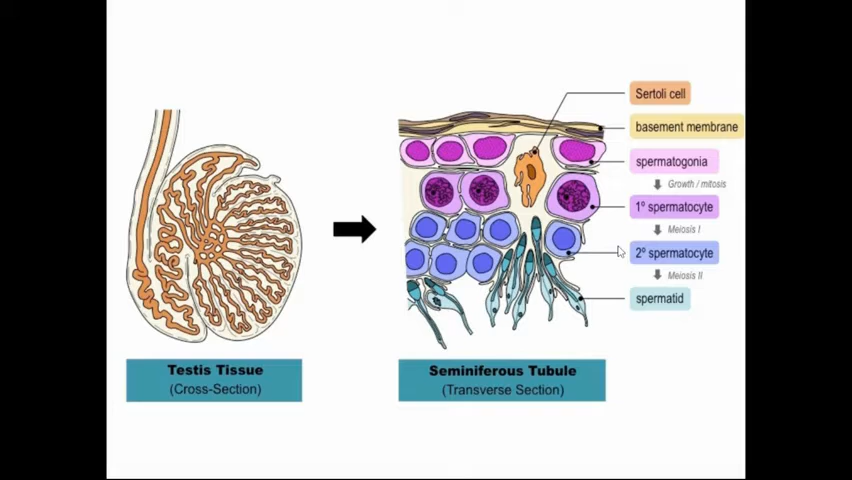 Sertoli cell
basement membrane
spermatogonia
Growth / mitosis
1º spermatocyte
Meiosis I
2º spermatocyte
Meiosis II
spermatid
Testis Tissue
(Cross-Section)
Seminiferous Tubule
(Transverse Section)